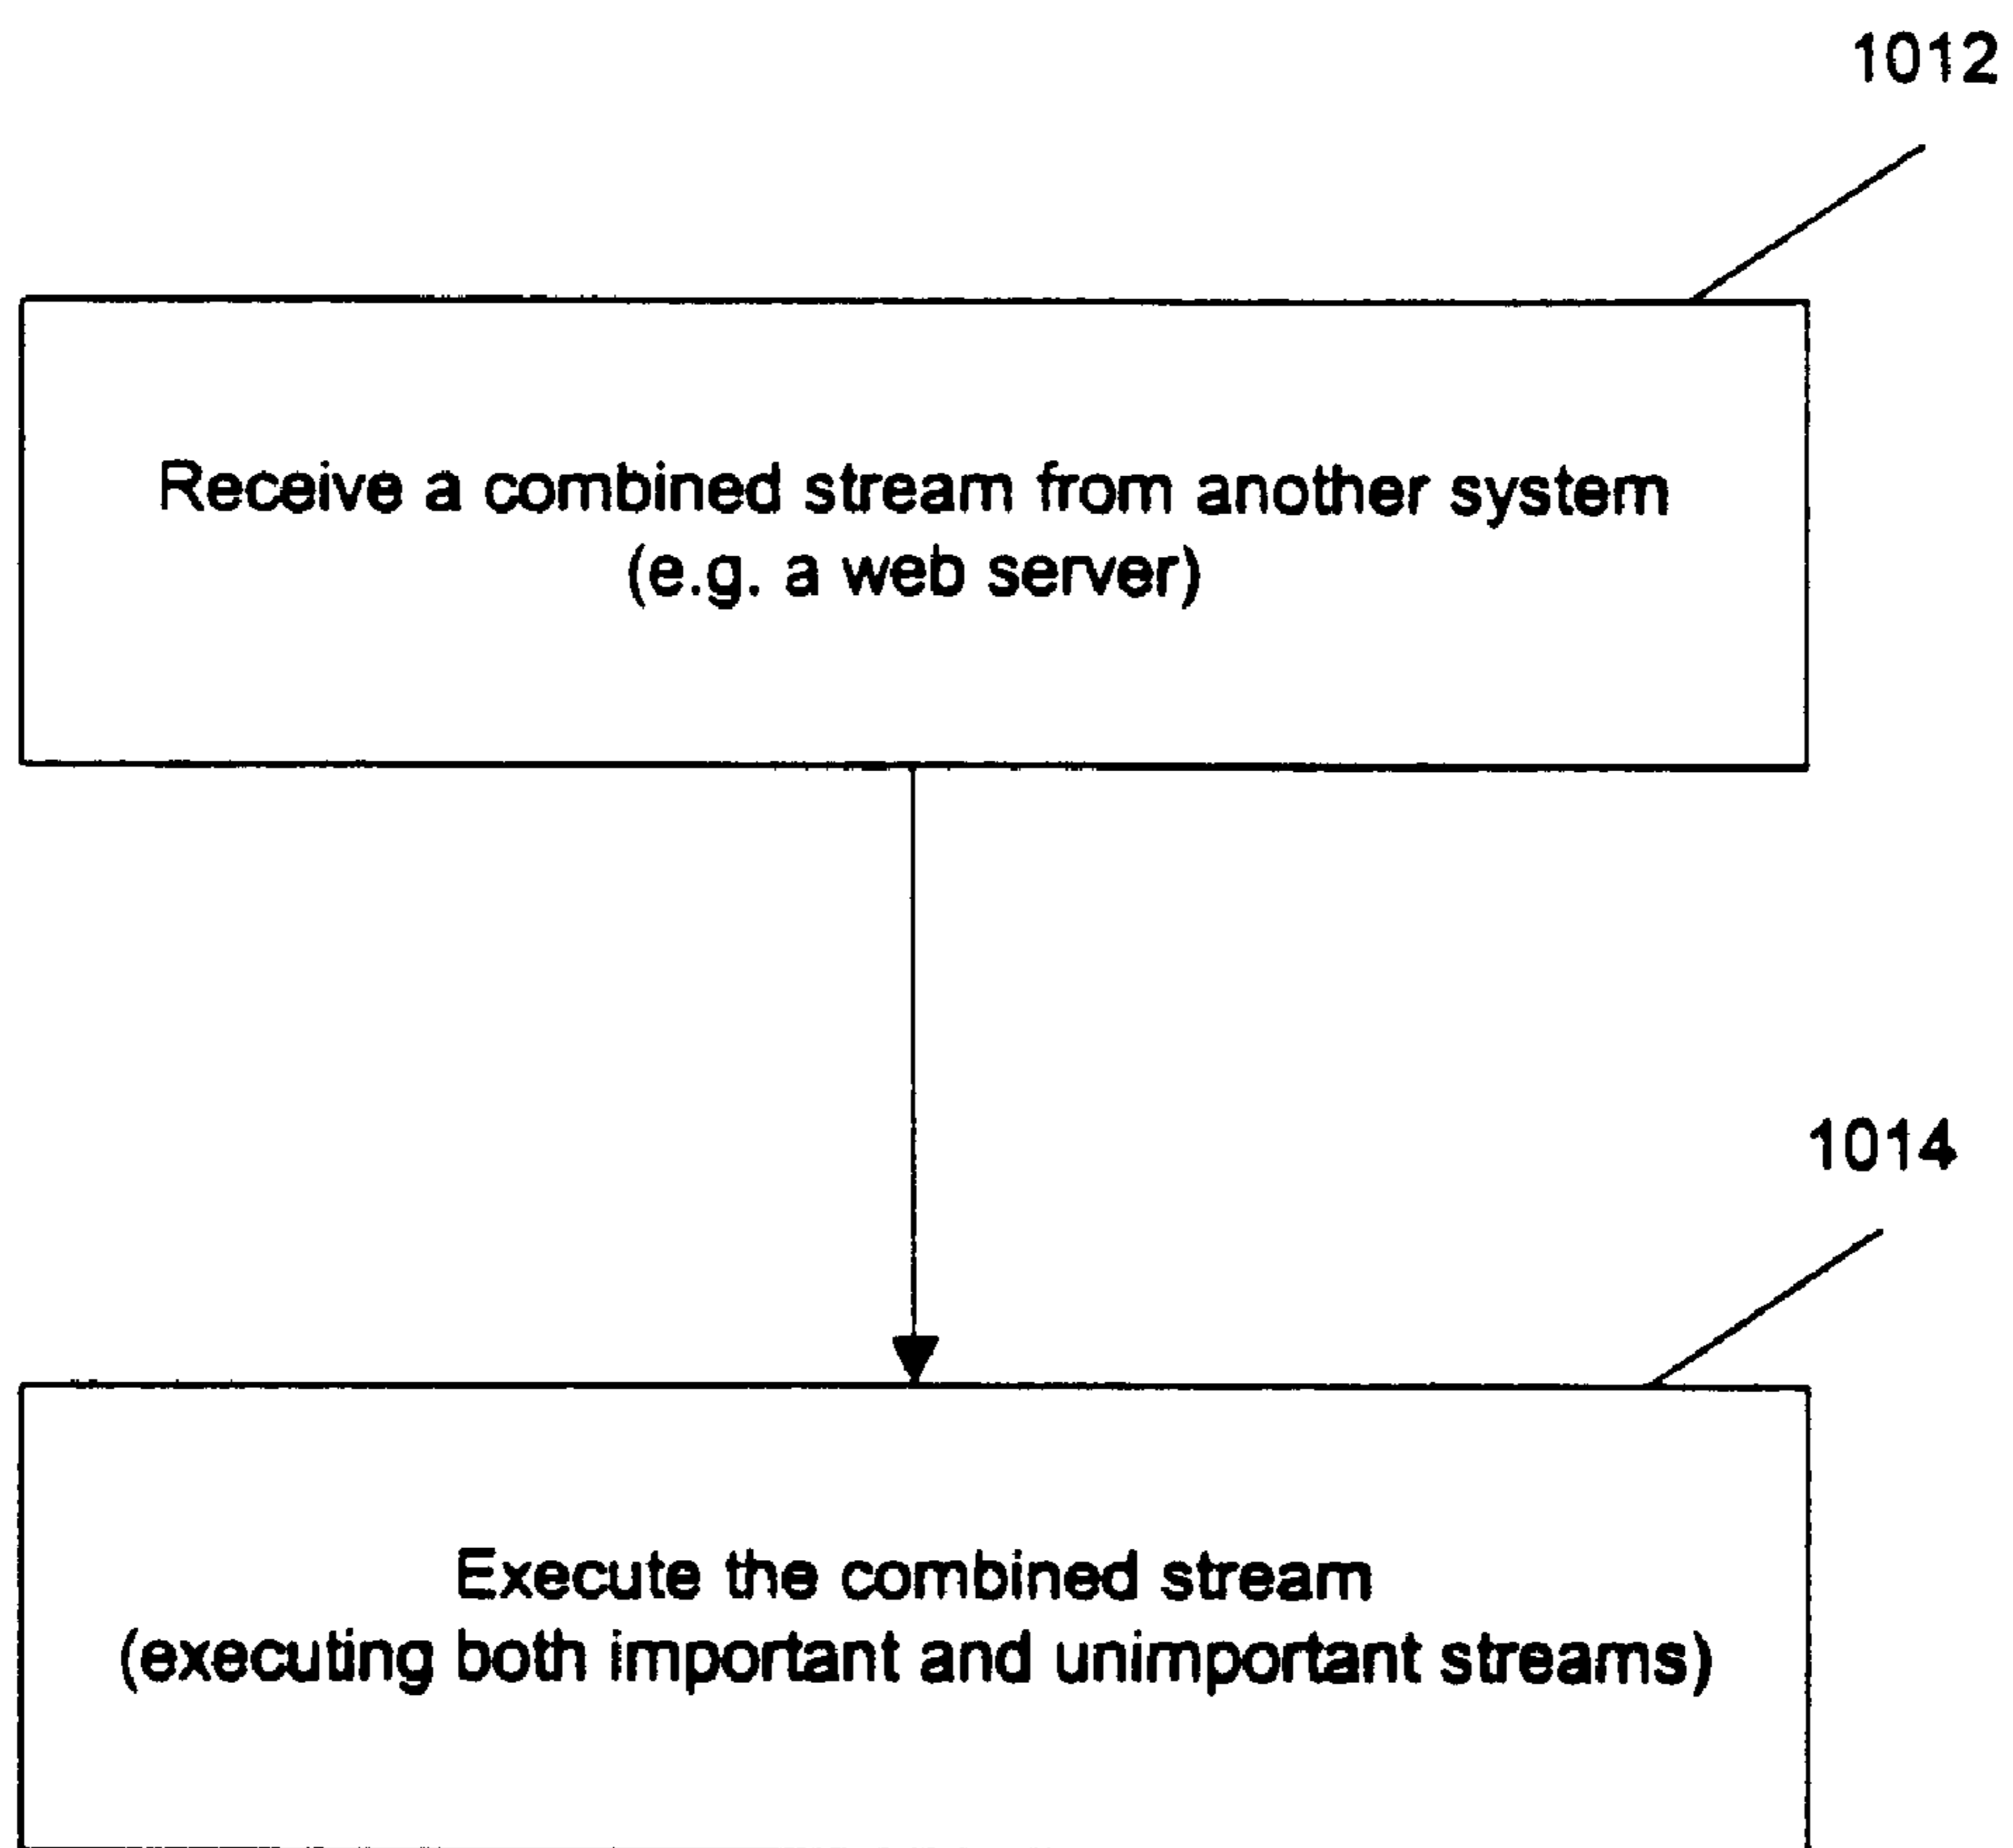 1012
Receive a combined stream from another system
(e.g. a web server)
1014
Execute the combined stream
(executing both important and unimportant streams)